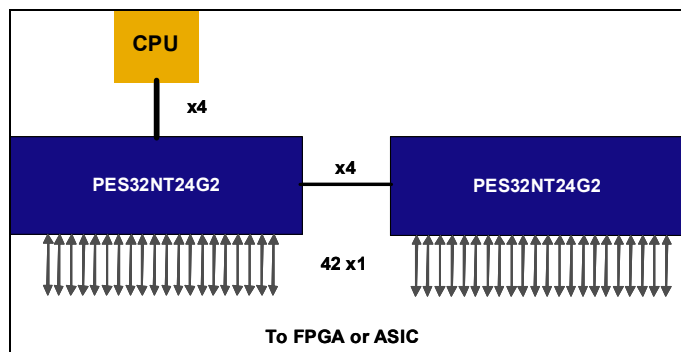 CPU
x4
PES32NT24G2
x4
PES32NT24G2
42 x1
To FPGA or ASIC